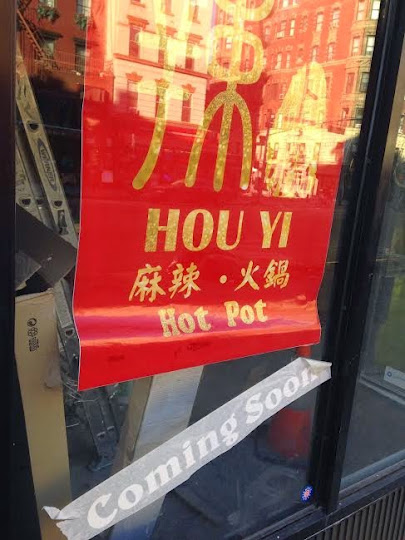 HOU YI
麻辣·火鍋
Hot Pot
Coming Soon